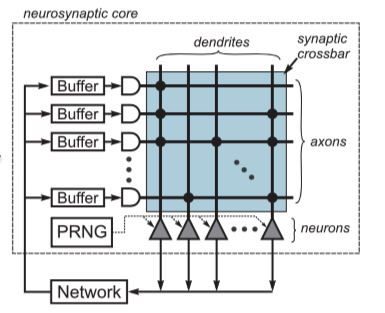 neurosynaptic core
dendrites
synaptic
crossbar
Buffer
Buffer
Buffer
axons
Buffer
PRNG
neurons
Network